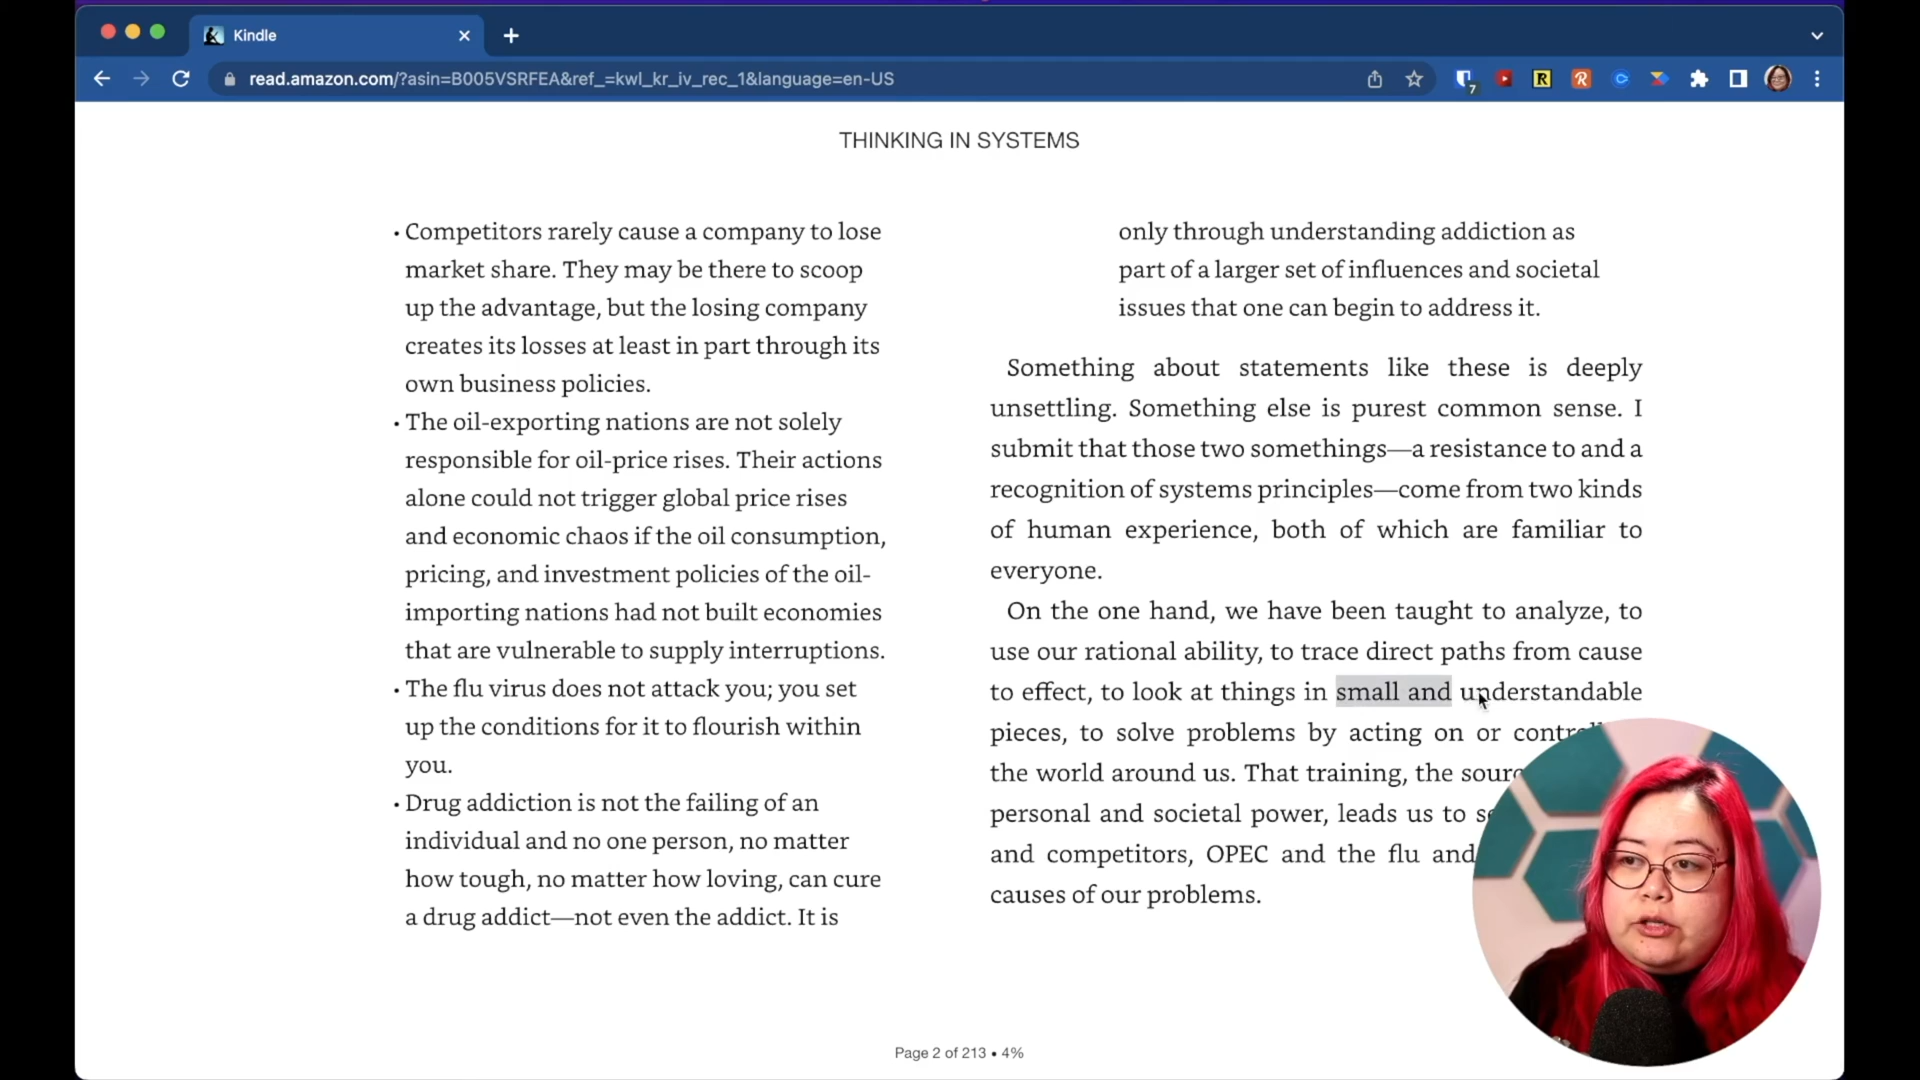 Kindle
read.amazon.com/?asin=B005VSRFEA&ref_=kwl_kr_iv_rec_1&language=en-US
7
R
R
THINKING IN SYSTEMS
• Competitors rarely cause a company to lose
market share. They may be there to scoop
up the advantage, but the losing company
creates its losses at least in part through its
own business policies.
• The oil-exporting nations are not solely
responsible for oil-price rises. Their actions
alone could not trigger global price rises
and economic chaos if the oil consumption,
pricing, and investment policies of the oil-
importing nations had not built economies
that are vulnerable to supply interruptions.
• The flu virus does not attack you; you set
up the conditions for it to flourish within
you.
• Drug addiction is not the failing of an
individual and no one person, no matter
how tough, no matter how loving, can cure
a drug addict—not even the addict. It is
only through understanding addiction as
part of a larger set of influences and societal
issues that one can begin to address it.
Something about statements like these is deeply
unsettling. Something else is purest common sense. I
submit that those two somethings—a resistance to and a
recognition of systems principles—come from two kinds
of human experience, both of which are familiar to
everyone.
On the one hand, we have been taught to analyze, to
use our rational ability, to trace direct paths from cause
to effect, to look at things in small and understandable
pieces, to solve problems by acting on or
the world around us. That training, the
personal and societal power, leads us to
and competitors, OPEC and the flu and
causes of our problems.
Page 2 of 213 • 4%